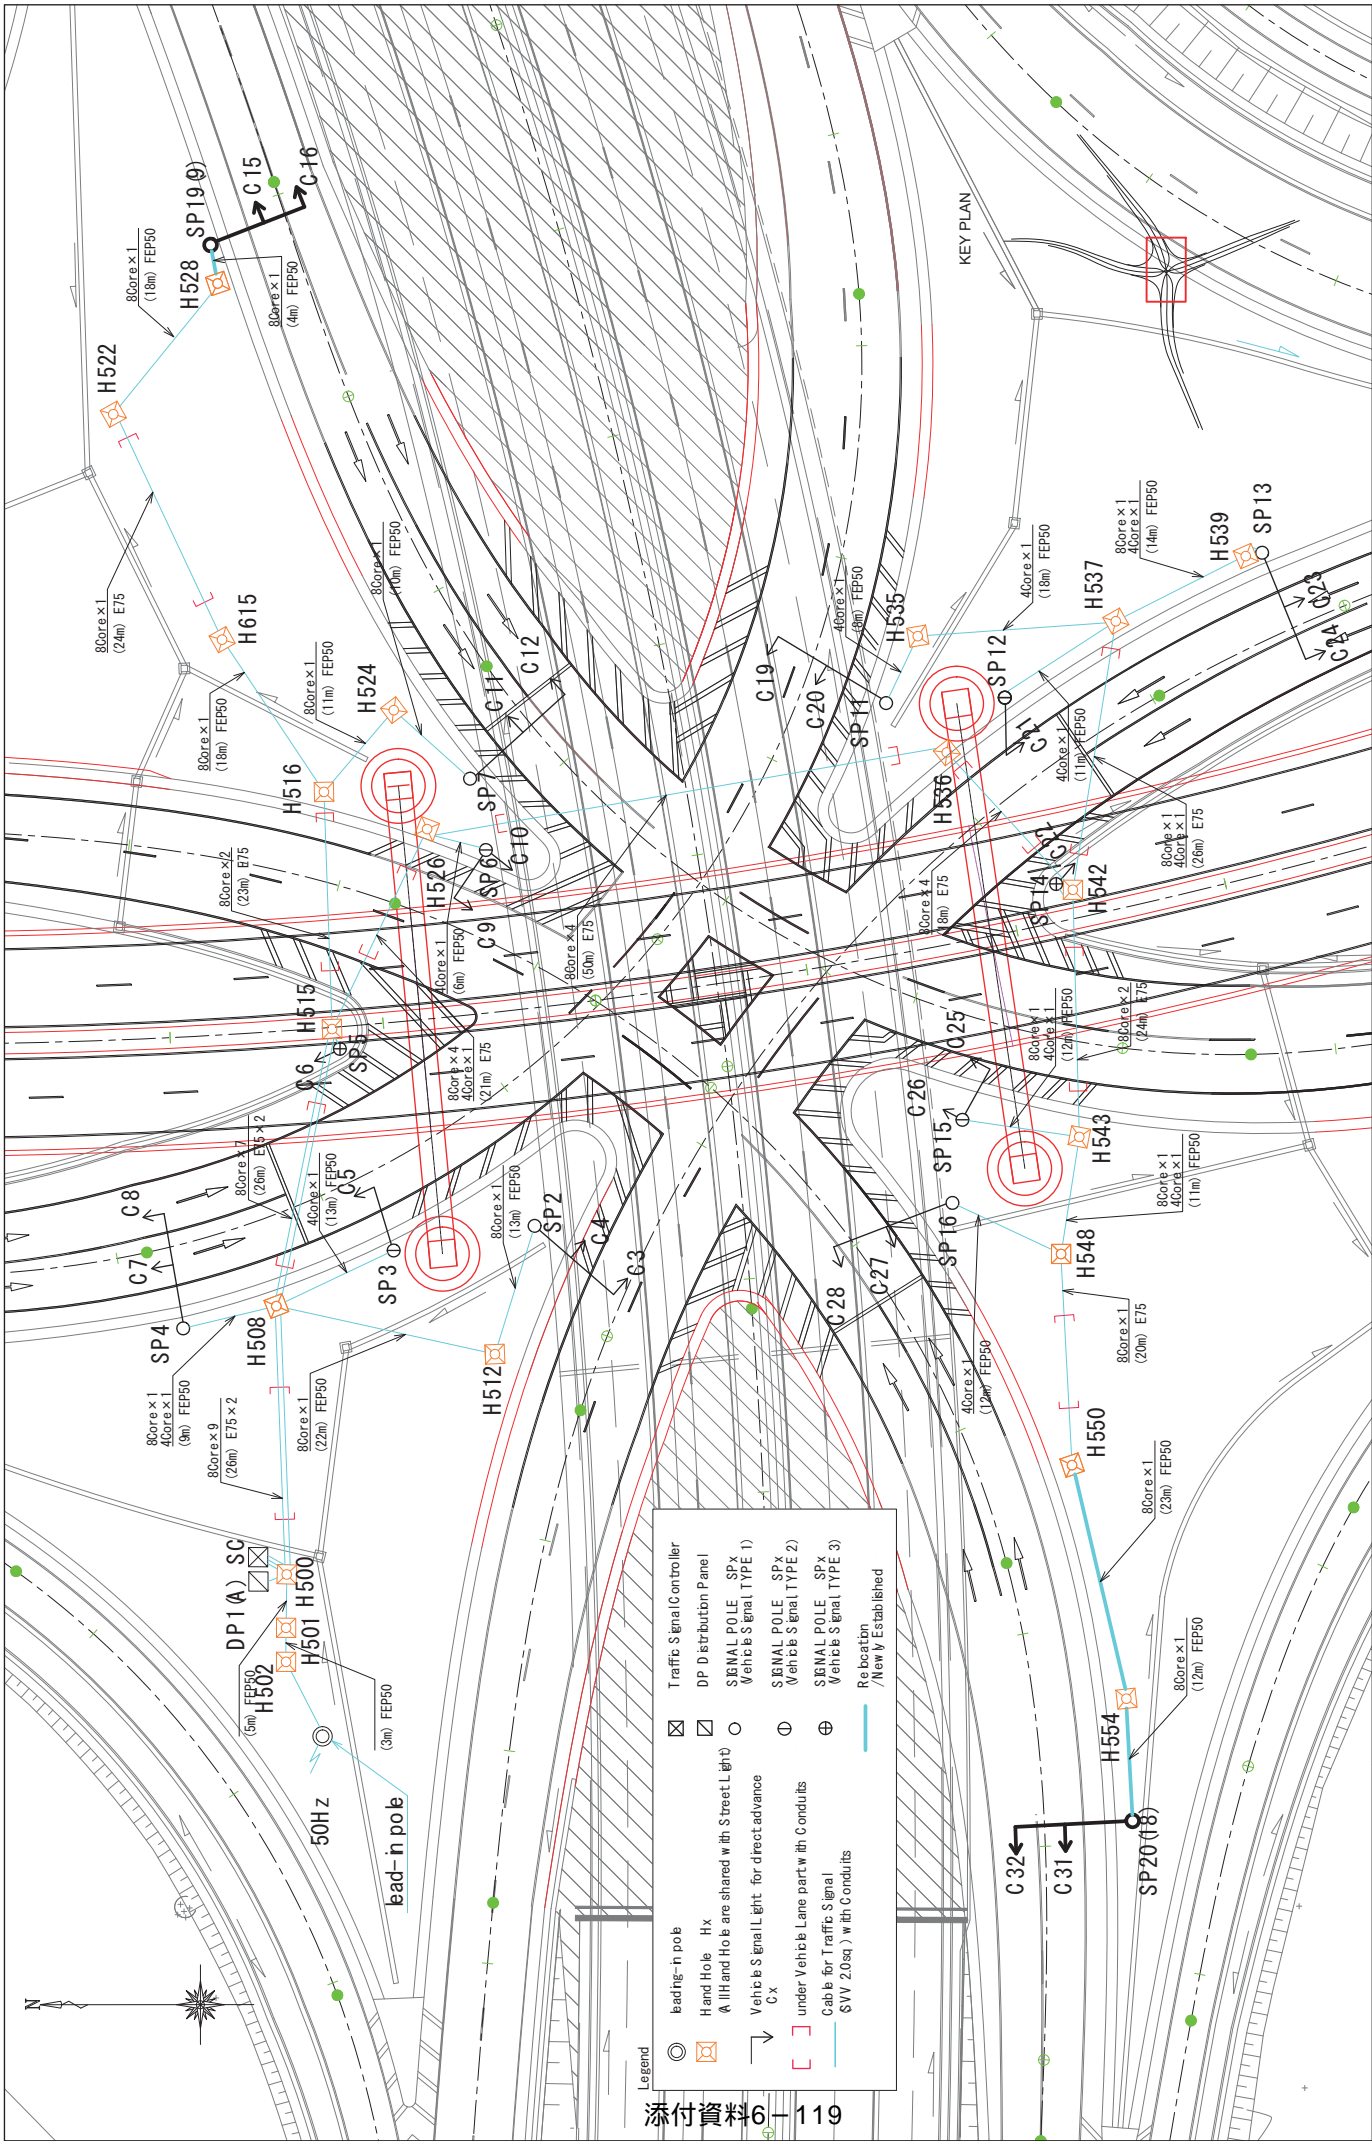 SP19(9)
C15
C16
H528
8Core×1
(18m) FEP50
8Core×1
(4m) FEP50
H522
8Core×1
(24m) E75
H615
8Core×1
(18m) FEP50
8Core×1
(11m) FEP50
H524
8Core×1
(10m) FEP50
C12
C11
SP7
H516
8Core×2
(23m) E75
H526
SP6
C10
C9
4Core×1
(6m) FEP50
8Core×4
(50m) E75
H515
C6
SP5
8Core×4
4Core×1
(21m) E75
8Core×7
(26m) E75×2
4Core×1
(13m) FEP50
C5
C8
C7
SP4
SP3
8Core×1
(13m) FEP50
SP2
C4
C3
H508
H512
8Core×1
4Core×1
(9m) FEP50
8Core×9
(26m) E75×2
8Core×1
(22m) FEP50
DP1(A)
SC
H500
H501
H502
(5m) FEP50
(3m) FEP50
50Hz
lead-in pole
N
KEY PLAN
C19
C20
SP11
4Core×1
(8m) FEP50
H535
4Core×1
(18m) FEP50
SP12
H537
8Core×1
4Core×1
(14m) FEP50
H539
SP13
C23
C24
C21
4Core×1
(11m) FEP50
H536
8Core×1
4Core×1
(26m) E75
C22
SP14
H542
8Core×4
(18m) E75
C25
C26
SP15
8Core×1
4Core×1
(12m) FEP50
8Core×2
(24m) E75
H543
8Core×1
4Core×1
(11m) FEP50
SP16
C27
C28
H548
4Core×1
(12m) FEP50
8Core×1
(20m) E75
H550
8Core×1
(23m) FEP50
H554
8Core×1
(12m) FEP50
SP20(18)
C31
C32
Legend
leading-in pole
Hand Hole Hx
(All Hand Hole are shared with Street Light)
Vehicle Signal Light for direct advance
Cx
under Vehicle Lane part with Conduits
Cable for Traffic Signal
(SVV 2.0sq) with Conduits
Traffic Signal Controller
DP Distribution Panel
SIGNAL POLE SPx
(Vehicle Signal TYPE 1)
SIGNAL POLE SPx
(Vehicle Signal TYPE 2)
SIGNAL POLE SPx
(Vehicle Signal TYPE 3)
Relocation
/Newly Established
添付資料6－119